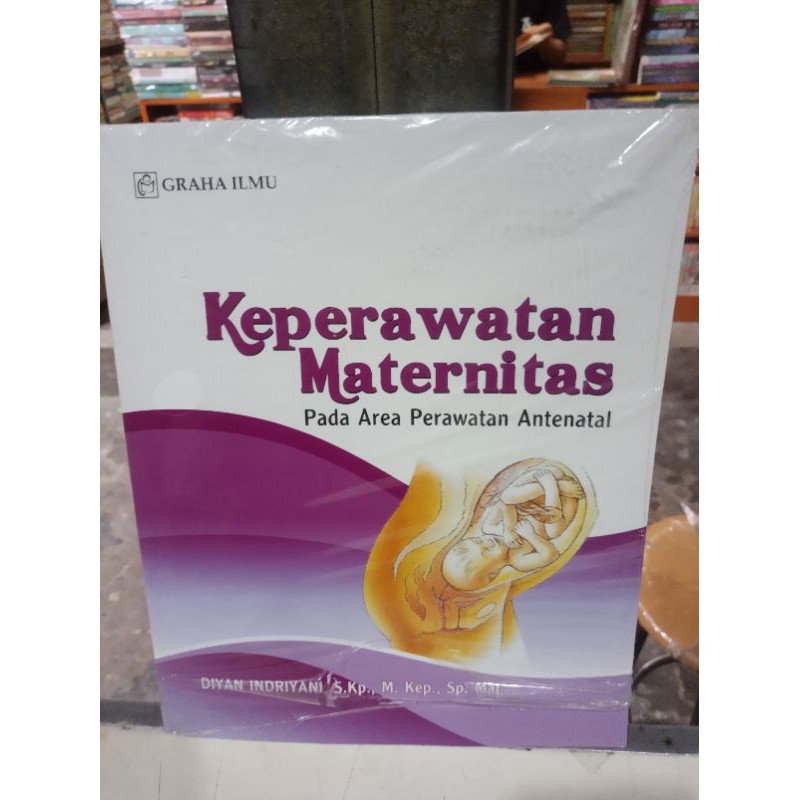 GRAHA ILMU
Keperawatan
Maternitas
Pada Area Perawatan Antenatal
DIYAN INDRIYANI S.Kp., M. Kep., Sp. Mat